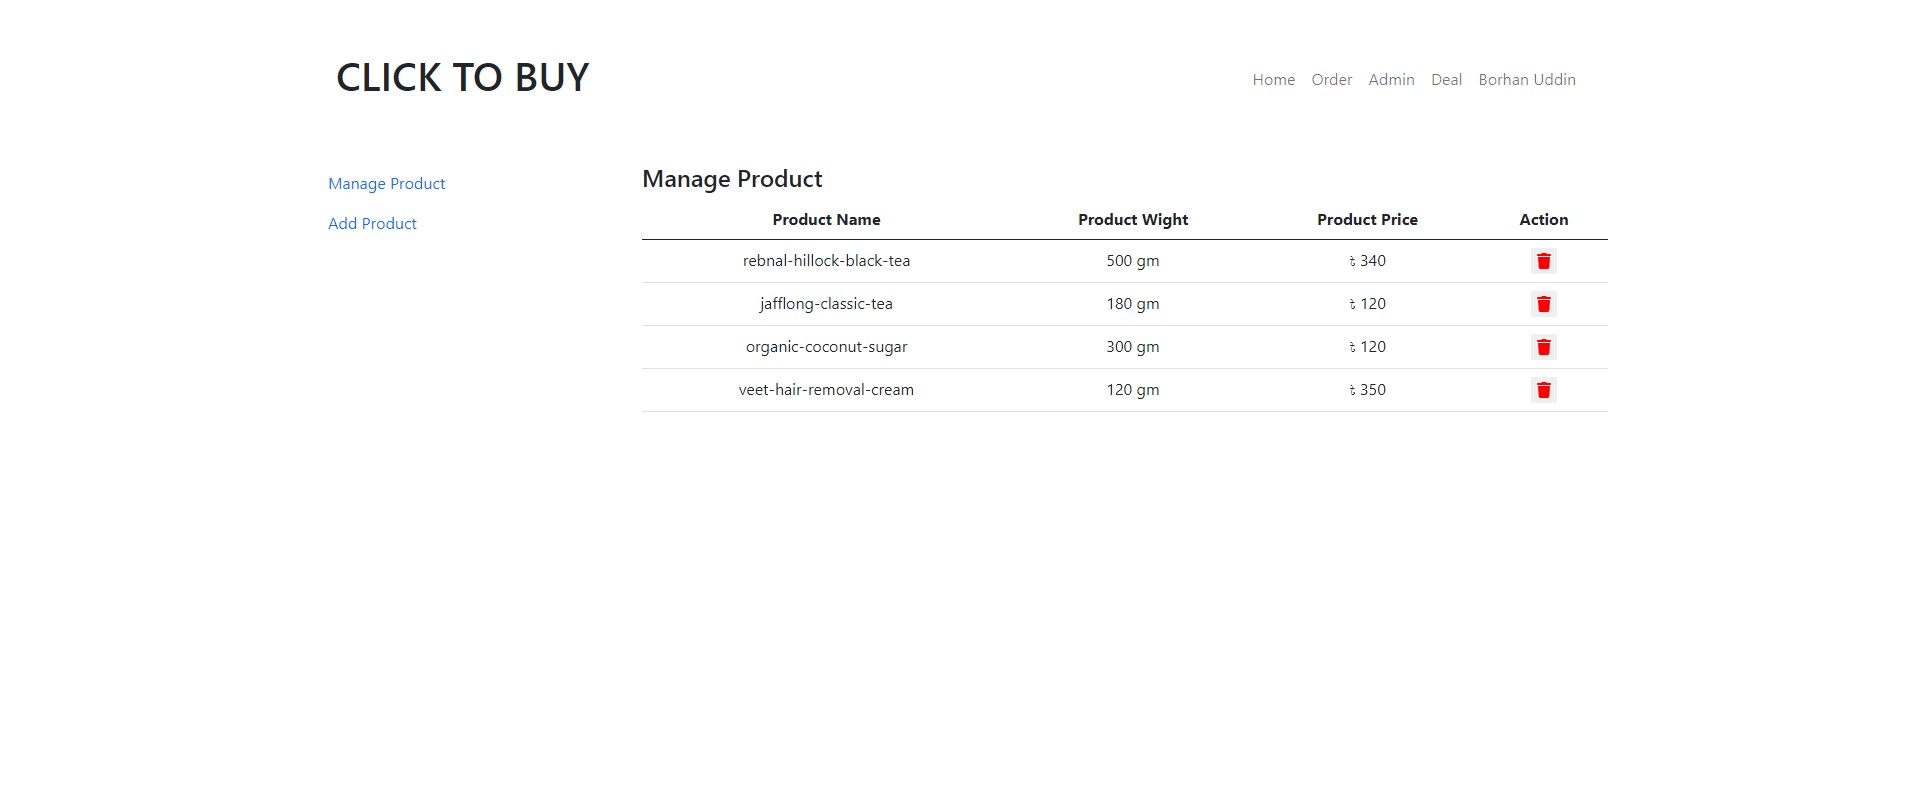 CLICK TO BUY
Home Order Admin Deal Borhan Uddin
Manage Product
Add Product
Manage Product
Product Name Product Wight Product Price Action
rebnal-hillock-black-tea 500 gm ৳ 340
jafflong-classic-tea 180 gm ৳ 120
organic-coconut-sugar 300 gm ৳ 120
veet-hair-removal-cream 120 gm ৳ 350